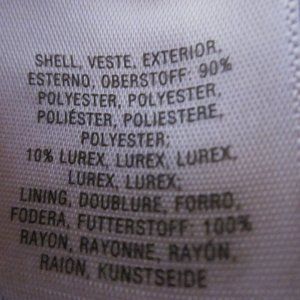 SHELL, VESTE, EXTERIOR,
ESTERNO, OBERSTOFF: 90%
POLYESTER, POLYESTER,
POLIÉSTER, POLIESTERE,
POLYESTER;
10% LUREX, LUREX, LUREX,
LUREX, LUREX;
LINING, DOUBLURE, FORRO,
FODERA, FUTTERSTOFF: 100%
RAYON, RAYONNE, RAYÓN,
RAION, KUNSTSEIDE